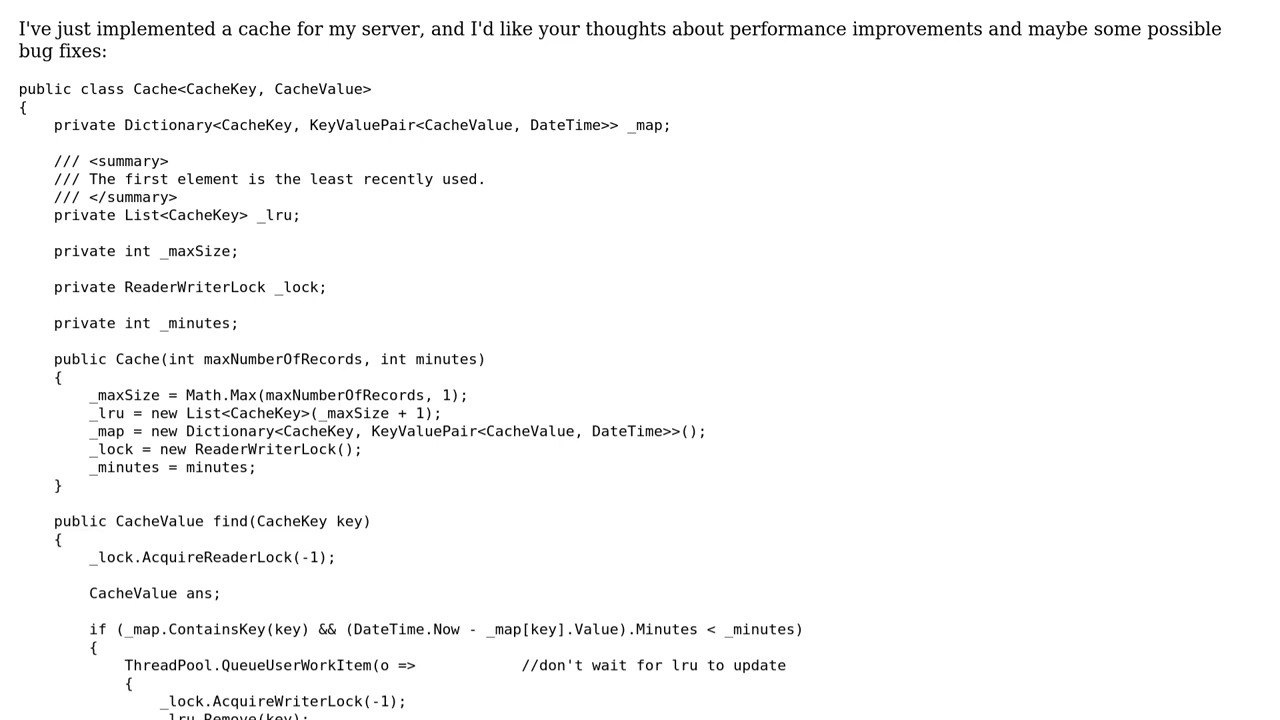 I've just implemented a cache for my server, and I'd like your thoughts about performance improvements and maybe some possible
bug fixes:
public class Cache<CacheKey, CacheValue>
{
    private Dictionary<CacheKey, KeyValuePair<CacheValue, DateTime>> _map;
    /// <summary>
    /// The first element is the least recently used.
    /// </summary>
    private List<CacheKey> _lru;
    private int _maxSize;
    private ReaderWriterLock _lock;
    private int _minutes;
    public Cache(int maxNumberOfRecords, int minutes)
    {
        _maxSize = Math.Max(maxNumberOfRecords, 1);
        _lru = new List<CacheKey>(_maxSize + 1);
        _map = new Dictionary<CacheKey, KeyValuePair<CacheValue, DateTime>>();
        _lock = new ReaderWriterLock();
        _minutes = minutes;
    }
    public CacheValue find(CacheKey key)
    {
        _lock.AcquireReaderLock(-1);
        CacheValue ans;
        if (_map.ContainsKey(key) && (DateTime.Now - _map[key].Value).Minutes < _minutes)
        {
            ThreadPool.QueueUserWorkItem(o =>            //don't wait for lru to update
            {
                _lock.AcquireWriterLock(-1);
                _lru.Remove(key);